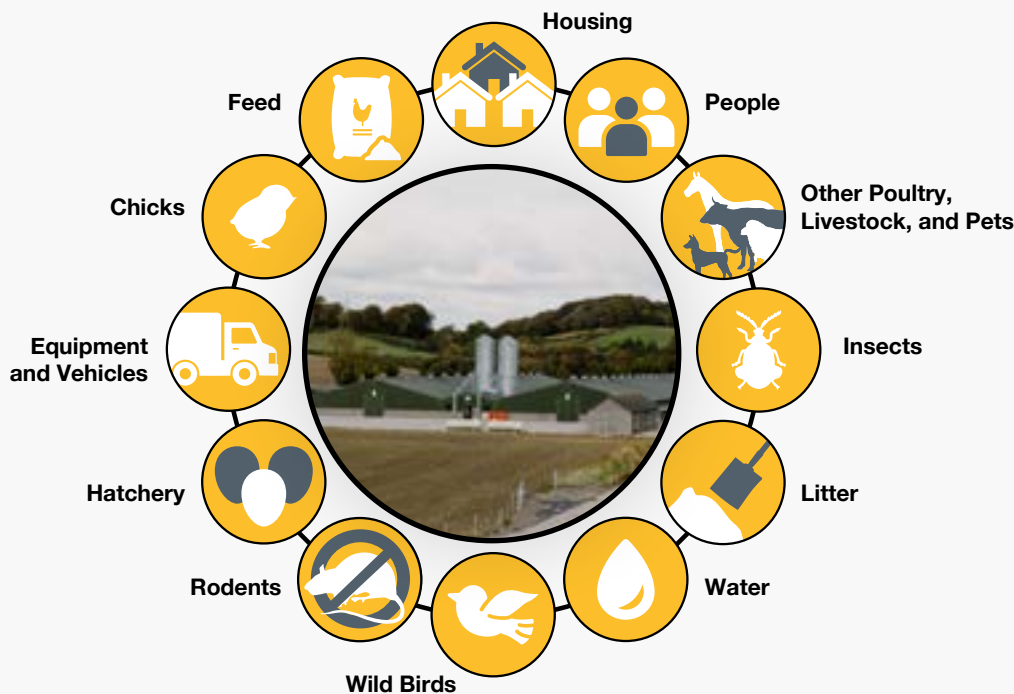 Housing
People
Other Poultry,
Livestock, and Pets
Insects
Litter
Water
Wild Birds
Rodents
Hatchery
Equipment
and Vehicles
Chicks
Feed